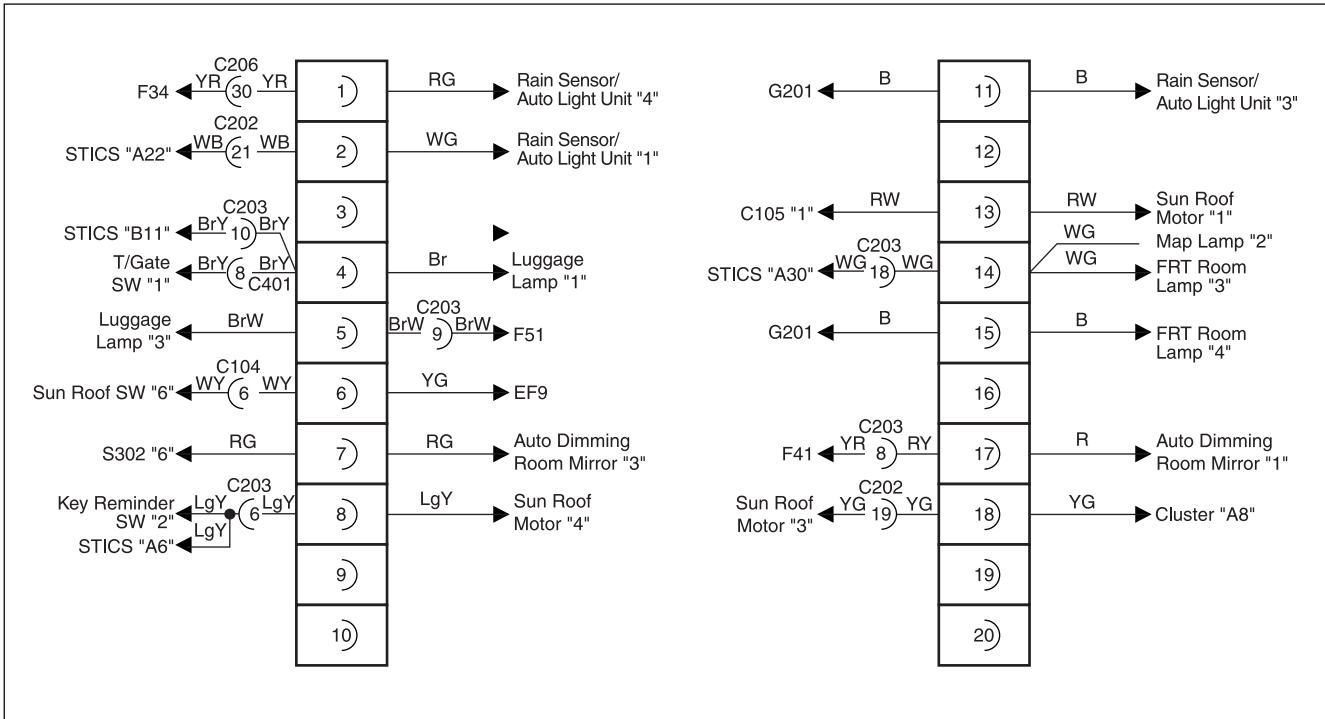 C206
F34 YR 30 YR 1 RG Rain Sensor/
Auto Light Unit "4"
C202
STICS "A22" WB 21 WB 2 WG Rain Sensor/
Auto Light Unit "1"
3
C203
STICS "B11" BrY 10 BrY
T/Gate
SW "1" BrY 8 BrY 4 Br Luggage
Lamp "1"
C401
C203
Luggage
Lamp "3" BrW 5 BrW 9 BrW F51
C104
Sun Roof SW "6" WY 6 WY 6 YG EF9
S302 "6" RG 7 RG Auto Dimming
Room Mirror "3"
C203
Key Reminder
SW "2" LgY 6 LgY 8 LgY Sun Roof
Motor "4"
STICS "A6" LgY
9
10
G201 B 11 B Rain Sensor/
Auto Light Unit "3"
12
C105 "1" RW 13 RW Sun Roof
Motor "1"
WG Map Lamp "2"
C203
STICS "A30" WG 18 WG 14 WG FRT Room
Lamp "3"
G201 B 15 B FRT Room
Lamp "4"
16
C203
F41 YR 8 RY 17 R Auto Dimming
Room Mirror "1"
C202
Sun Roof
Motor "3" YG 19 YG 18 YG Cluster "A8"
19
20